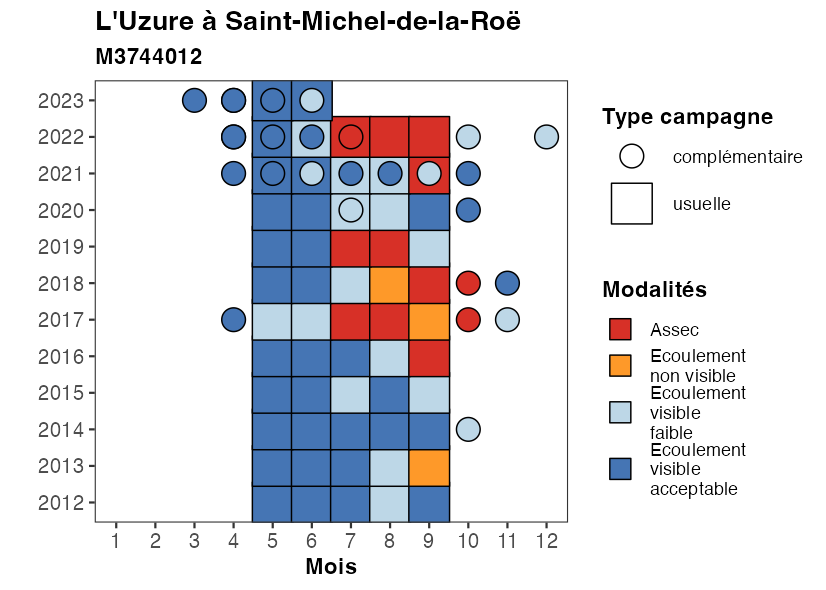 L'Uzure à Saint-Michel-de-la-Roë
M3744012
2023
2022
2021
2020
2019
2018
2017
2016
2015
2014
2013
2012
1 2 3 4 5 6 7 8 9 10 11 12
Mois
Type campagne
complémentaire
usuelle
Modalités
Assec
Ecoulement
non visible
Ecoulement
visible
faible
Ecoulement
visible
acceptable